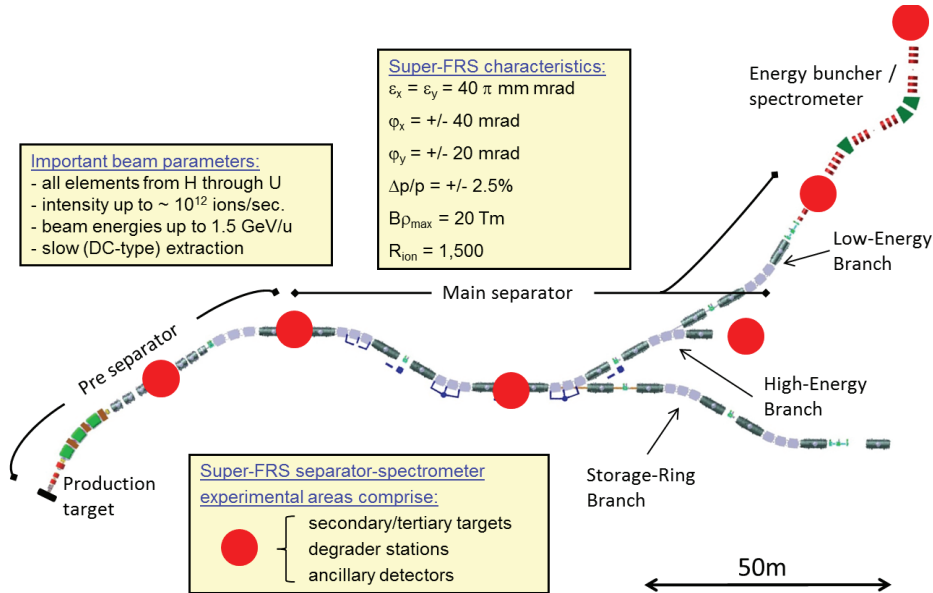 Energy buncher /
spectrometer
Super-FRS characteristics:
εx = εy = 40 π mm mrad
φx = +/- 40 mrad
φy = +/- 20 mrad
Δp/p = +/- 2.5%
Bρmax = 20 Tm
Rion = 1,500
Important beam parameters:
- all elements from H through U
- intensity up to ~ 10¹² ions/sec.
- beam energies up to 1.5 GeV/u
- slow (DC-type) extraction
Low-Energy
Branch
Main separator
Pre separator
High-Energy
Branch
Storage-Ring
Branch
Production
target
Super-FRS separator-spectrometer
experimental areas comprise:
secondary/tertiary targets
degrader stations
ancillary detectors
50m